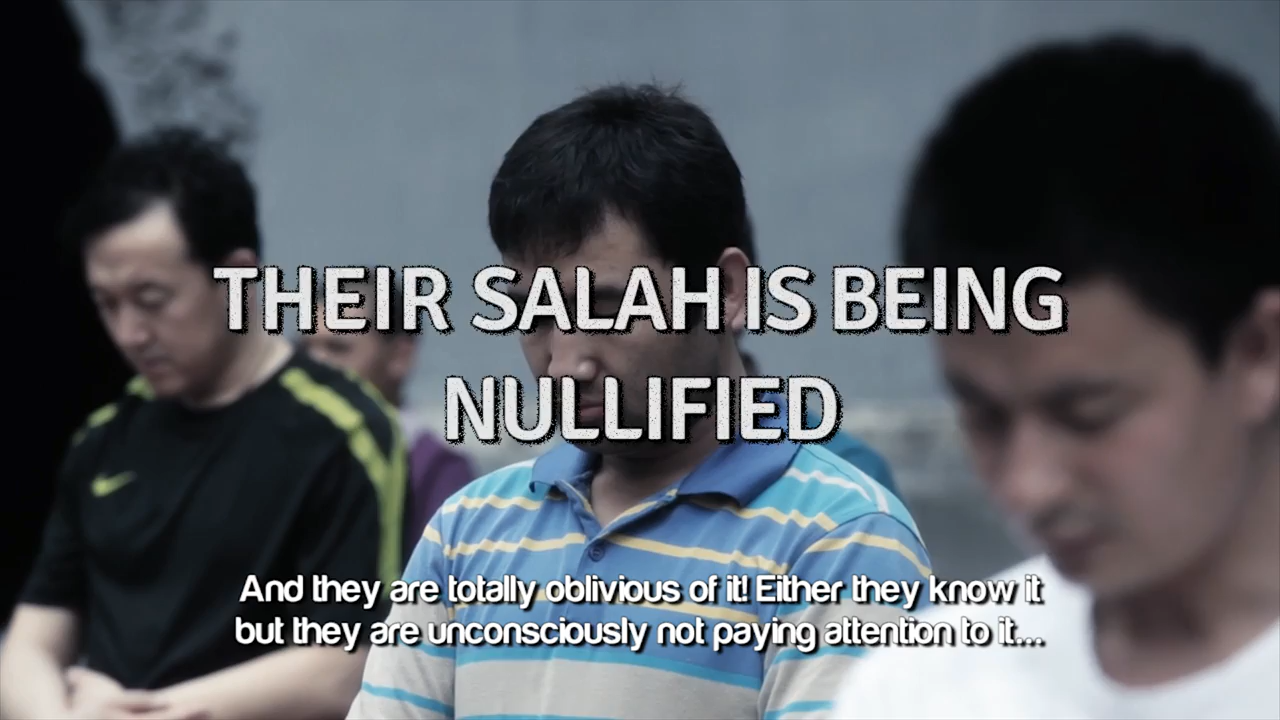 THEIR SALAH IS BEING
NULLIFIED
And they are totally oblivious of it! Either they know it
but they are unconsciously not paying attention to it...